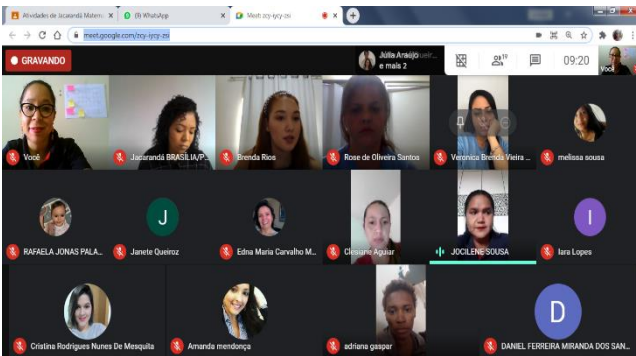 Atividades de Jacarandá Matern
(9) WhatsApp
Meet zcy-iycy-zsi
meet.google.com/zcy-iycy-zsi
GRAVANDO
Júlia Araújo
e mais 2
19
09:20
Você
Você
Jacarandá BRASÍLIA/P...
Brenda Rios
Rose de Oliveira Santos
Veronica Brenda Vieira ...
melissa sousa
RAFAELA JONAS PALA...
J
Janete Queiroz
Edna Maria Carvalho M...
Clesiane Aguiar
JOCILENE SOUSA
I
Iara Lopes
Cristina Rodrigues Nunes De Mesquita
Amanda mendonça
adriana gaspar
D
DANIEL FERREIRA MIRANDA DOS SAN...